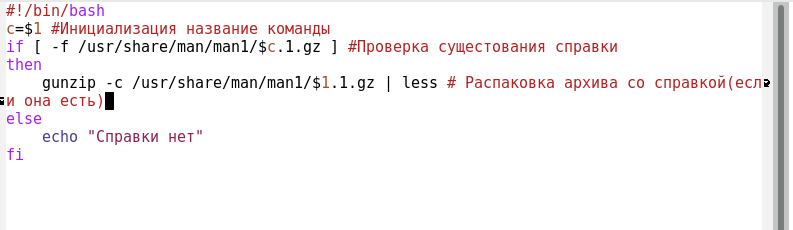 #!/bin/bash
c=$1 #Инициализация название команды
if [ -f /usr/share/man/man1/$c.1.gz ] #Проверка сущестования справки
then
    gunzip -c /usr/share/man/man1/$1.1.gz | less # Распаковка архива со справкой(есл
и она есть)
else
    echo "Справки нет"
fi